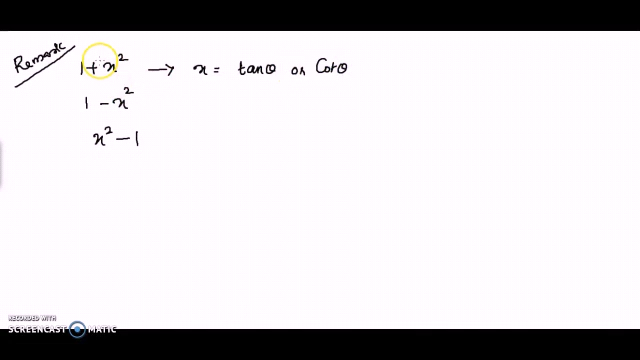 Remark
1 + x² → x = tanθ or Cotθ
1 - x²
x² - 1
RECORDED WITH
SCREENCAST MATIC